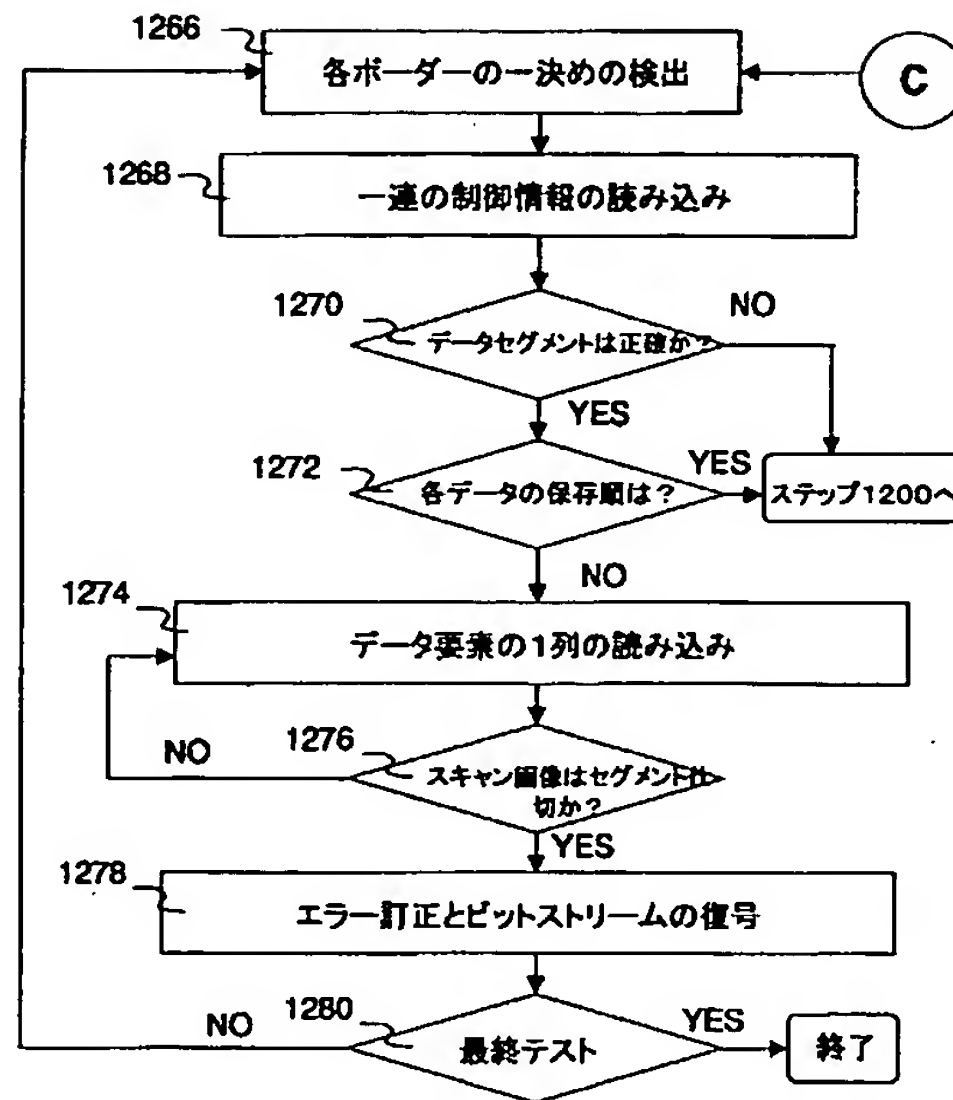 1266
各ボーダーの一決めの検出
C
1268
一連の制御情報の読み込み
1270
NO
データセグメントは正確か?
YES
1272
YES
各データの保存順は?
ステップ1200へ
NO
1274
データ要素の1列の読み込み
1276
NO
スキャン画像はセグメント仕
切か?
YES
1278
エラー訂正とビットストリームの復号
1280
NO
YES
最終テスト
終了